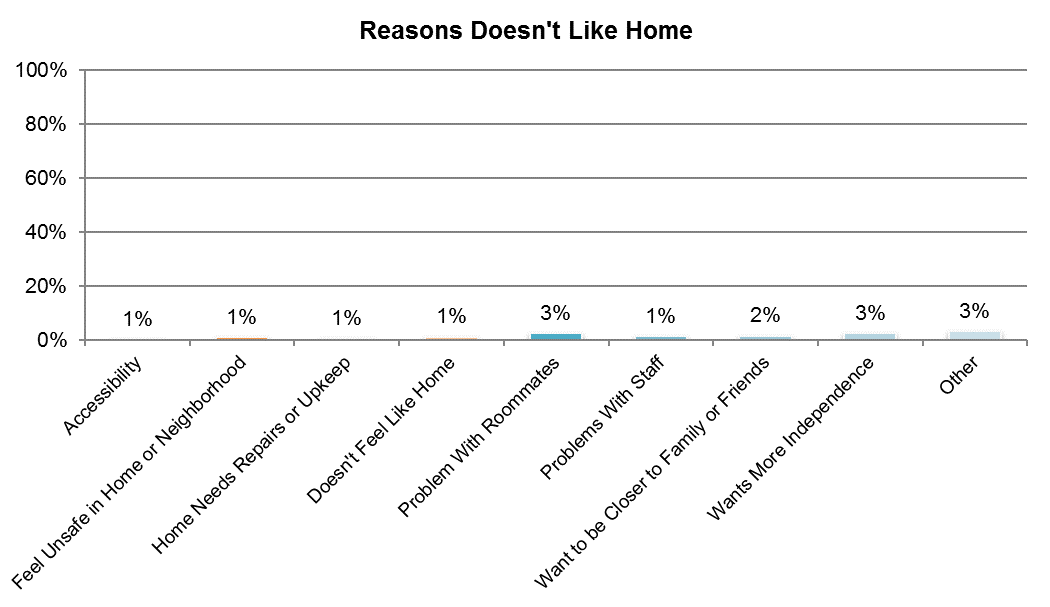 Reasons Doesn't Like Home
100%
80%
60%
40%
20%
0%
1%
1%
1%
1%
3%
1%
2%
3%
3%
Accessibility
Feel Unsafe in Home or Neighborhood
Home Needs Repairs or Upkeep
Doesn't Feel Like Home
Problem With Roommates
Problems With Staff
Want to be Closer to Family or Friends
Wants More Independence
Other